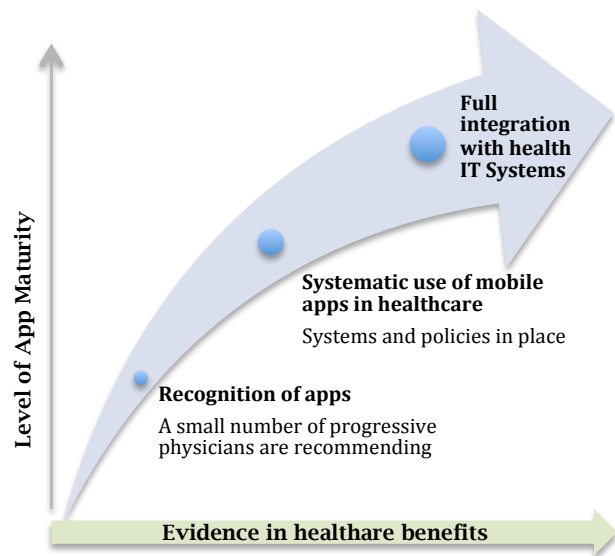 Full
integration
with health
IT Systems
Systematic use of mobile
apps in healthcare
Systems and policies in place
Recognition of apps
A small number of progressive
physicians are recommending
Level of App Maturity
Evidence in healthare benefits